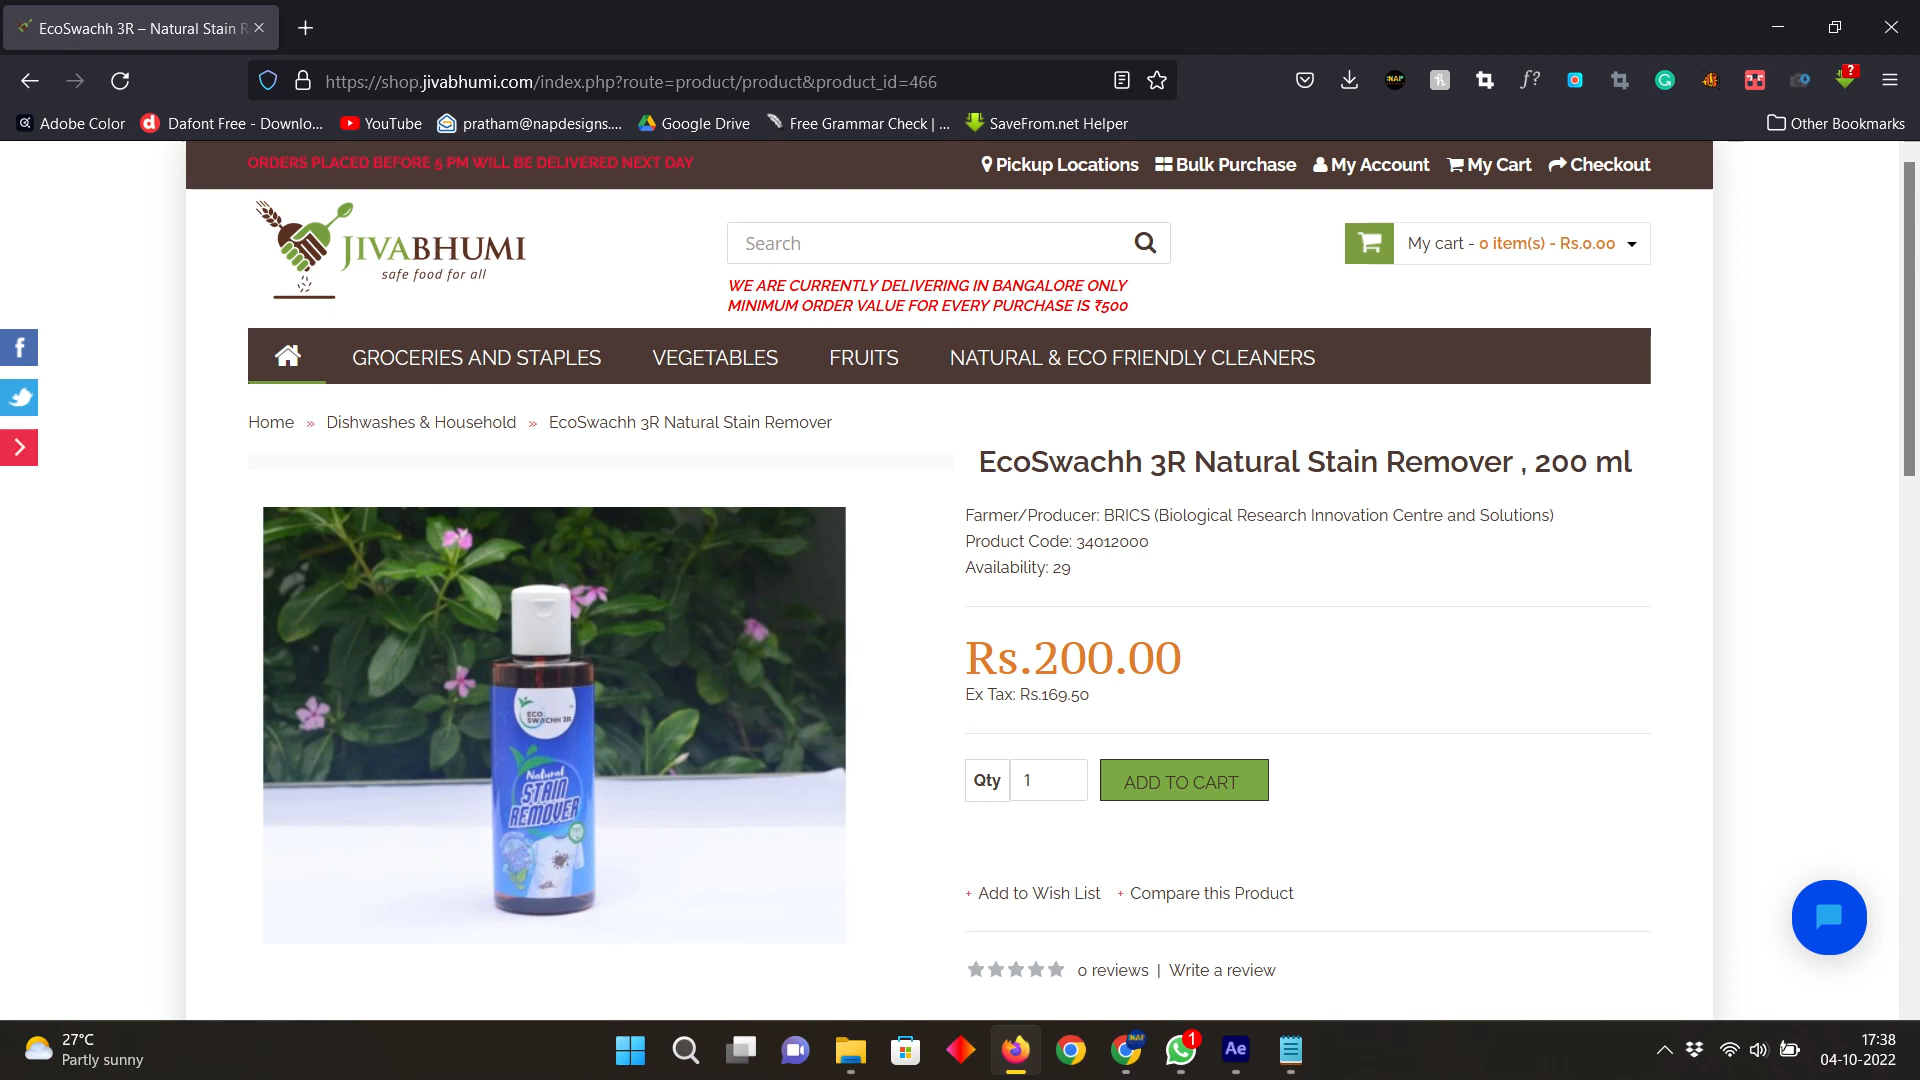 EcoSwachh 3R – Natural Stain R
https://shop.jivabhumi.com/index.php?route=product/product&product_id=466
Adobe Color
Dafont Free - Downlo...
YouTube
pratham@napdesigns....
Google Drive
Free Grammar Check | ...
SaveFrom.net Helper
Other Bookmarks
ORDERS PLACED BEFORE 5 PM WILL BE DELIVERED NEXT DAY
Pickup Locations
Bulk Purchase
My Account
My Cart
Checkout
JIVABHUMI
safe food for all
Search
My cart - 0 item(s) - Rs.0.00
WE ARE CURRENTLY DELIVERING IN BANGALORE ONLY
MINIMUM ORDER VALUE FOR EVERY PURCHASE IS ₹500
GROCERIES AND STAPLES
VEGETABLES
FRUITS
NATURAL & ECO FRIENDLY CLEANERS
Home » Dishwashes & Household » EcoSwachh 3R Natural Stain Remover
EcoSwachh 3R Natural Stain Remover , 200 ml
Farmer/Producer: BRICS (Biological Research Innovation Centre and Solutions)
Product Code: 34012000
Availability: 29
Rs.200.00
Ex Tax: Rs.169.50
Qty 1
ADD TO CART
+ Add to Wish List
+ Compare this Product
0 reviews | Write a review
ECO
SWACHH 3R
Natural
STAIN
REMOVER
27°C
Partly sunny
NAP
Ae
1
17:38
04-10-2022